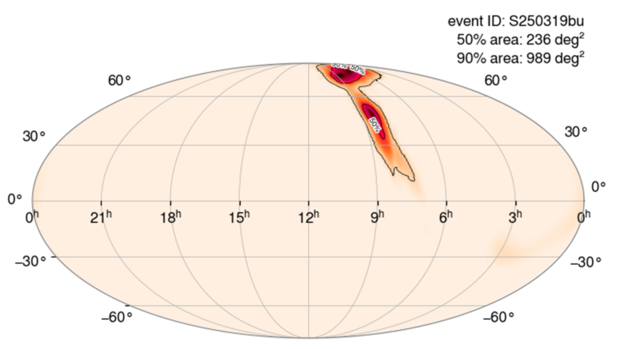 event ID: S250319bu
50% area: 236 deg²
90% area: 989 deg²
60° 60°
50%
50%
30° 30°
0° 0°
0h 21h 18h 15h 12h 9h 6h 3h 0h
−30° −30°
−60° −60°